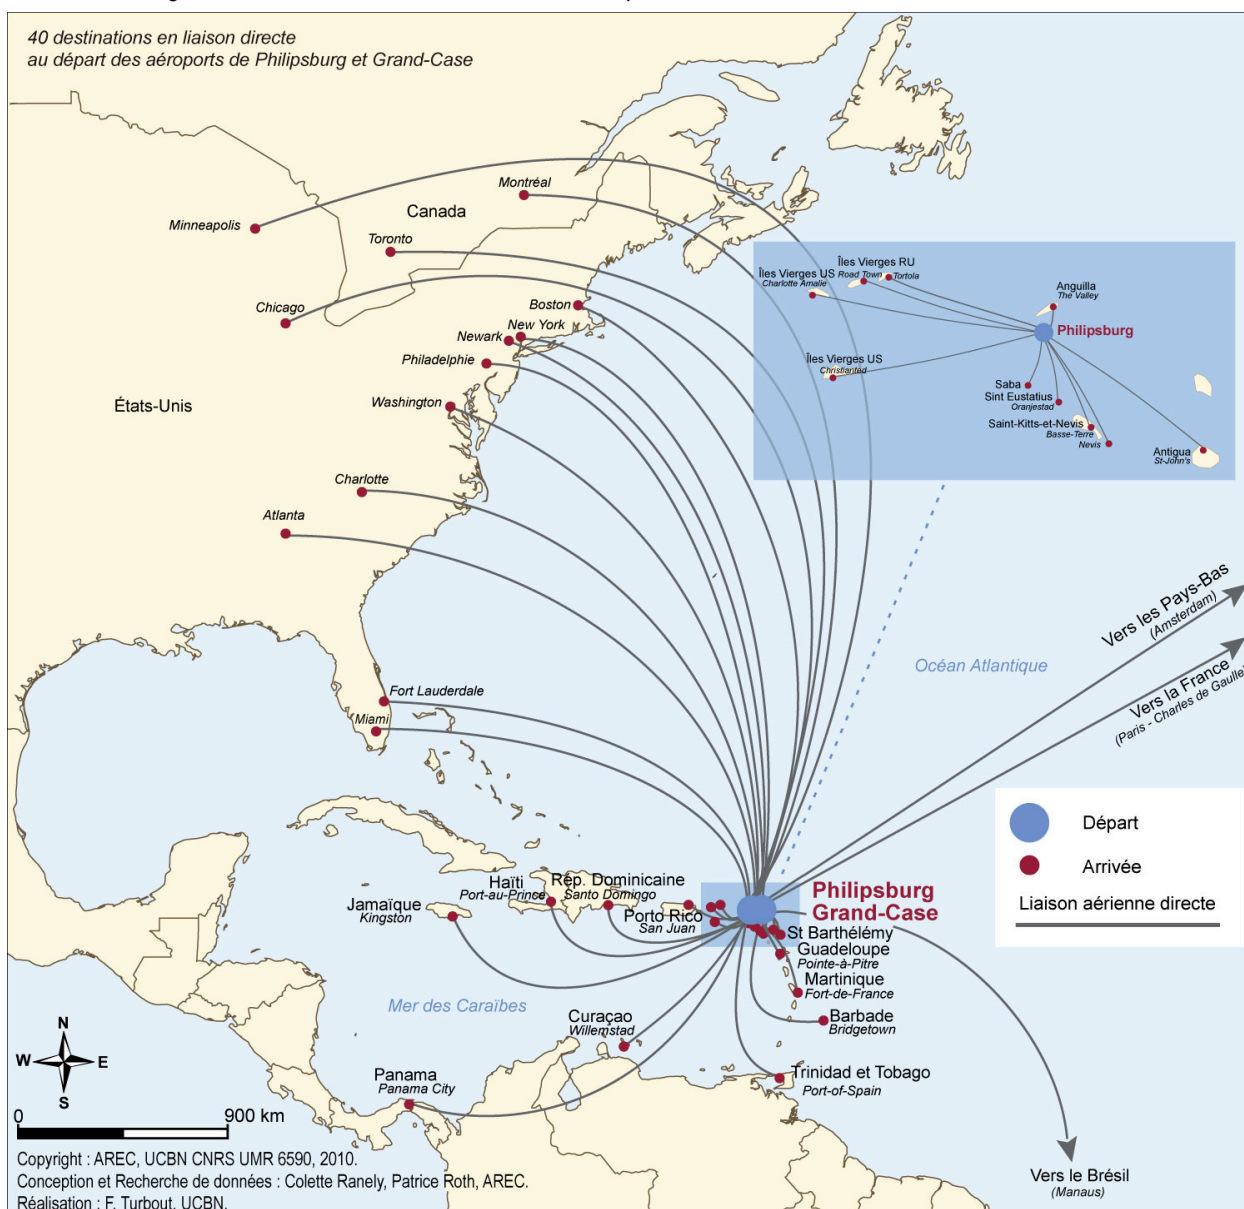 40 destinations en liaison directe
au départ des aéroports de Philipsburg et Grand-Case
Montréal
Canada
Minneapolis
Toronto
Chicago
Boston
New York
Newark
Philadelphie
Washington
États-Unis
Charlotte
Atlanta
Fort Lauderdale
Miami
Îles Vierges US
Charlotte Amalie
Îles Vierges RU
Road Town
Tortola
Anguilla
The Valley
Philipsburg
Îles Vierges US
Christianted
Saba
Sint Eustatius
Oranjestad
Saint-Kitts-et-Nevis
Basse-Terre
Nevis
Antigua
St-John's
Vers les Pays-Bas
(Amsterdam)
Océan Atlantique
Vers la France
(Paris - Charles de Gaulle)
Départ
Arrivée
Liaison aérienne directe
Haïti
Port-au-Prince
Rép. Dominicaine
Santo Domingo
Jamaïque
Kingston
Porto Rico
San Juan
Philipsburg
Grand-Case
St Barthélémy
Guadeloupe
Pointe-à-Pitre
Martinique
Fort-de-France
Barbade
Bridgetown
Mer des Caraïbes
Curaçao
Willemstad
Trinidad et Tobago
Port-of-Spain
Panama
Panama City
Vers le Brésil
(Manaus)
N
W E
S
0 900 km
Copyright : AREC, UCBN CNRS UMR 6590, 2010.
Conception et Recherche de données : Colette Ranely, Patrice Roth, AREC.
Réalisation : F. Turbout, UCBN.